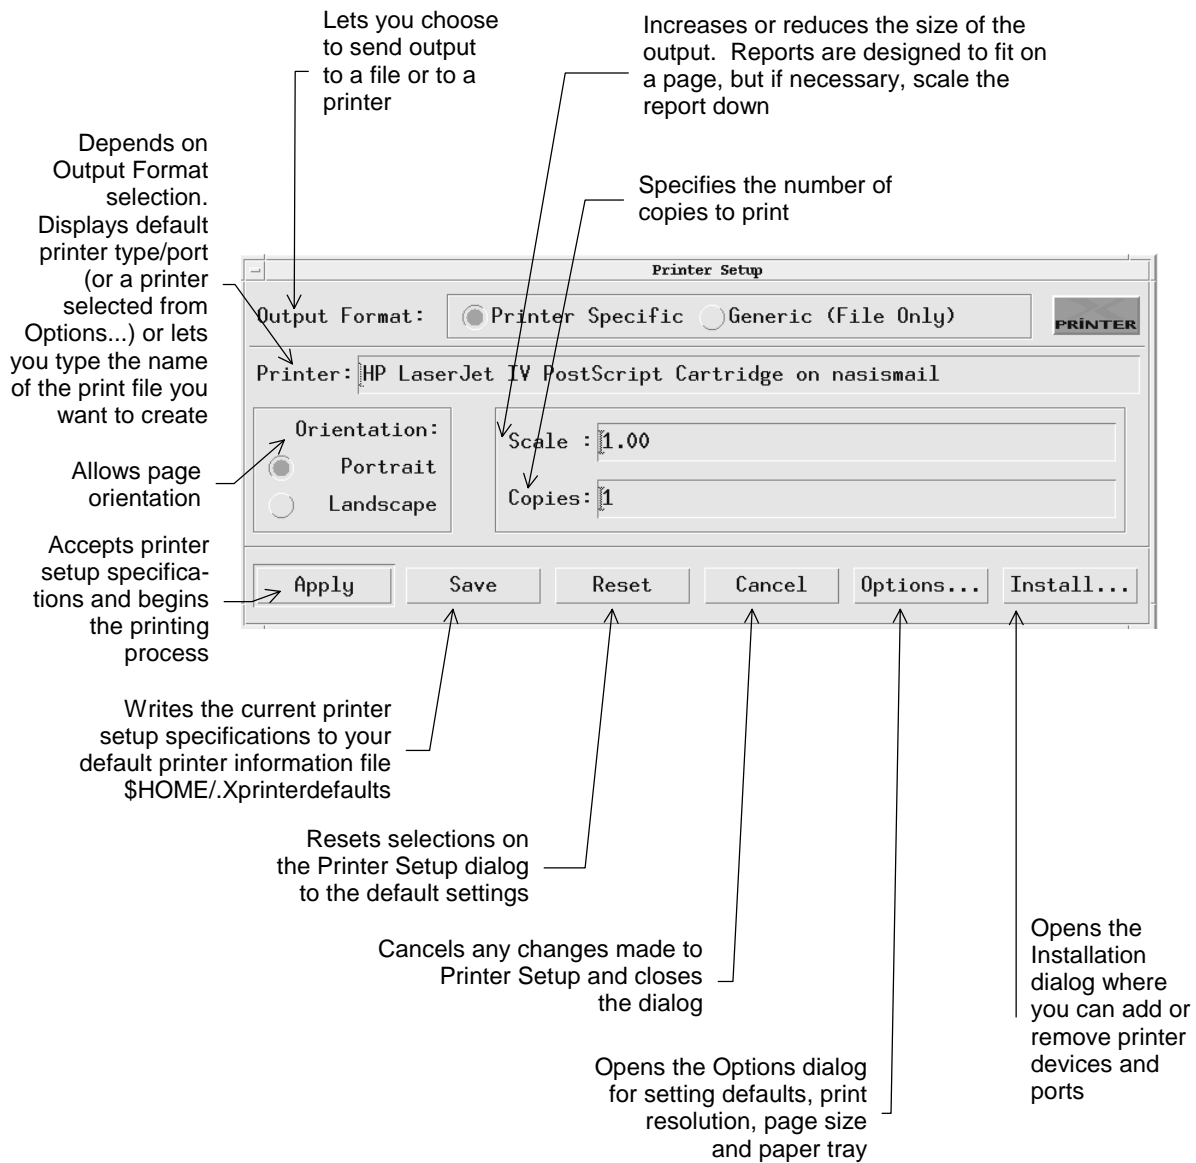 Lets you choose
to send output
to a file or to a
printer
Increases or reduces the size of the
output.  Reports are designed to fit on
a page, but if necessary, scale the
report down
Depends on
Output Format
selection.
Displays default
printer type/port
(or a printer
selected from
Options...) or lets
you type the name
of the print file you
want to create
Specifies the number of
copies to print
Printer Setup
Output Format: Printer Specific Generic (File Only)
PRINTER
Printer: HP LaserJet IV PostScript Cartridge on nasismail
Orientation:
Portrait
Landscape
Scale : 1.00
Copies: 1
Allows page
orientation
Accepts printer
setup specifica-
tions and begins
the printing
process
Apply Save Reset Cancel Options... Install...
Writes the current printer
setup specifications to your
default printer information file
$HOME/.Xprinterdefaults
Resets selections on
the Printer Setup dialog
to the default settings
Cancels any changes made to
Printer Setup and closes
the dialog
Opens the Options dialog
for setting defaults, print
resolution, page size
and paper tray
Opens the
Installation
dialog where
you can add or
remove printer
devices and
ports